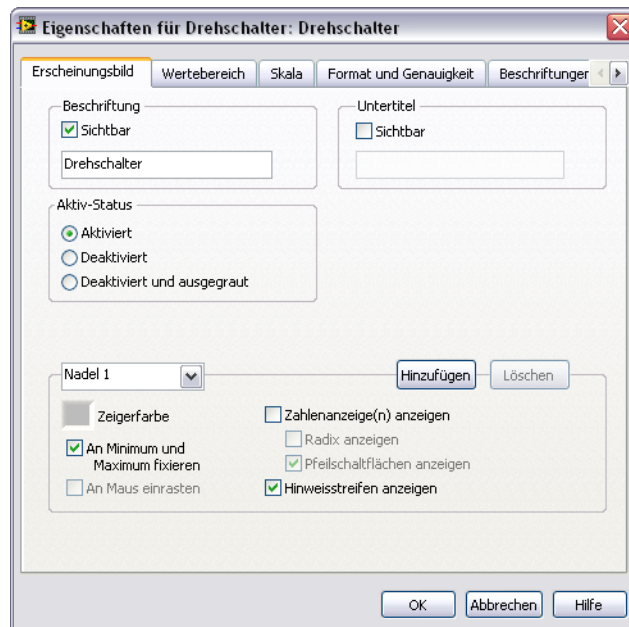 Eigenschaften für Drehschalter: Drehschalter
Erscheinungsbild
Wertebereich
Skala
Format und Genauigkeit
Beschriftungen
Beschriftung
Sichtbar
Drehschalter
Untertitel
Sichtbar
Aktiv-Status
Aktiviert
Deaktiviert
Deaktiviert und ausgegraut
Nadel 1
Hinzufügen
Löschen
Zeigerfarbe
An Minimum und
Maximum fixieren
An Maus einrasten
Zahlenanzeige(n) anzeigen
Radix anzeigen
Pfeilschaltflächen anzeigen
Hinweisstreifen anzeigen
OK
Abbrechen
Hilfe